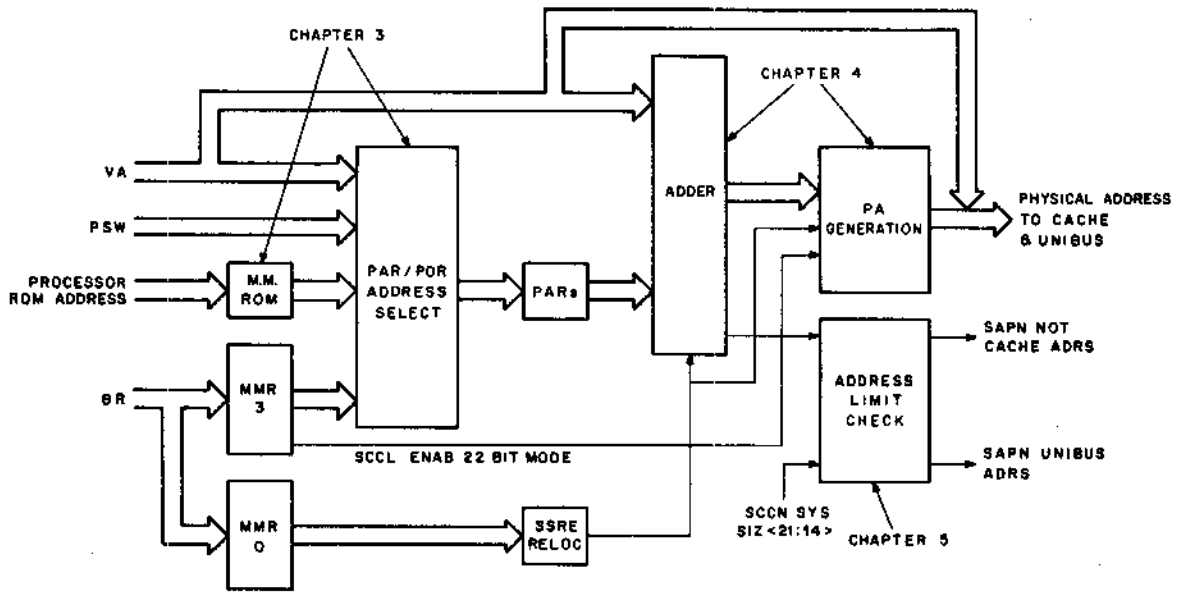 CHAPTER 3
CHAPTER 4
VA
PSW
PROCESSOR
ROM ADDRESS
M.M.
ROM
PAR/PDR
ADDRESS
SELECT
PARs
ADDER
PA
GENERATION
PHYSICAL ADDRESS
TO CACHE
& UNIBUS
BR
MMR
3
SCCL ENAB 22 BIT MODE
MMR
0
SSRE
RELOC
ADDRESS
LIMIT
CHECK
SAPN NOT
CACHE ADRS
SAPN UNIBUS
ADRS
SCCN SYS
SIZ<21:14>
CHAPTER 5